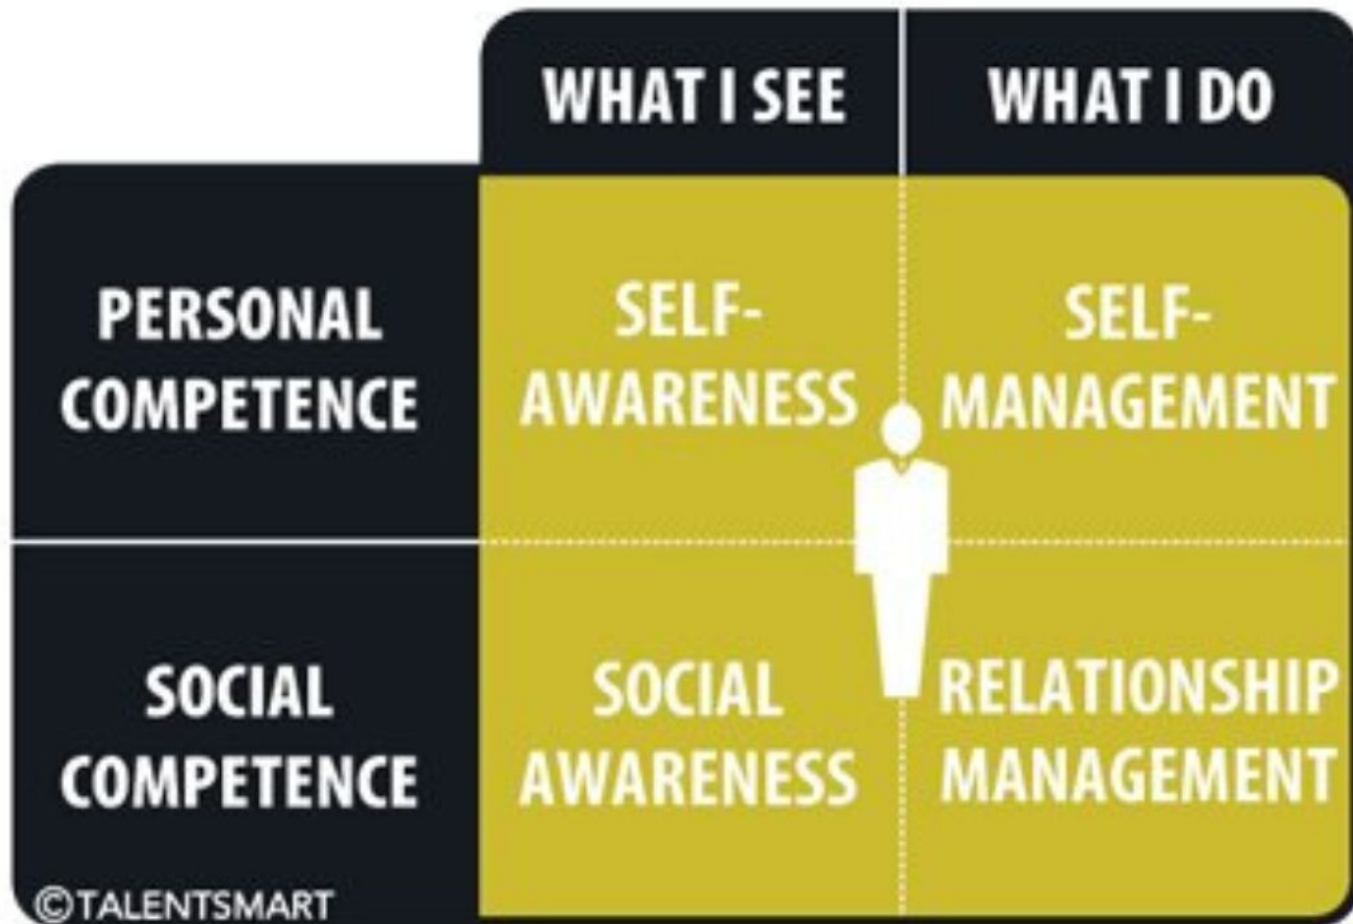 WHAT I SEE WHAT I DO
PERSONAL
COMPETENCE
SELF-
AWARENESS
SELF-
MANAGEMENT
SOCIAL
COMPETENCE
SOCIAL
AWARENESS
RELATIONSHIP
MANAGEMENT
©TALENTSMART